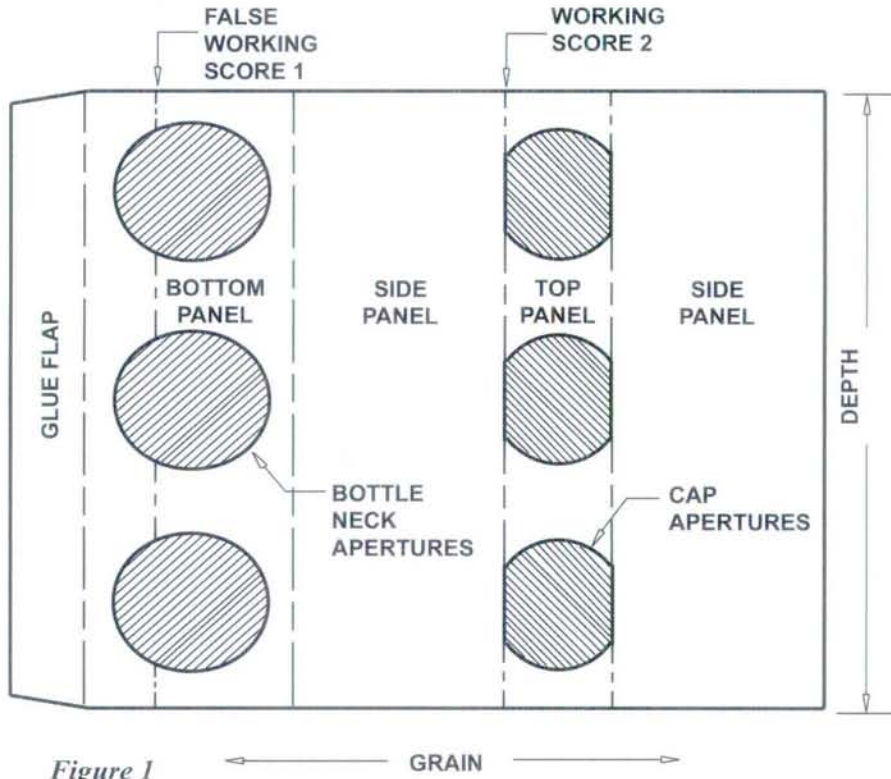 FALSE
WORKING
SCORE 1
WORKING
SCORE 2
GLUE FLAP
BOTTOM
PANEL
SIDE
PANEL
TOP
PANEL
SIDE
PANEL
DEPTH
BOTTLE
NECK
APERTURES
CAP
APERTURES
Figure 1
GRAIN